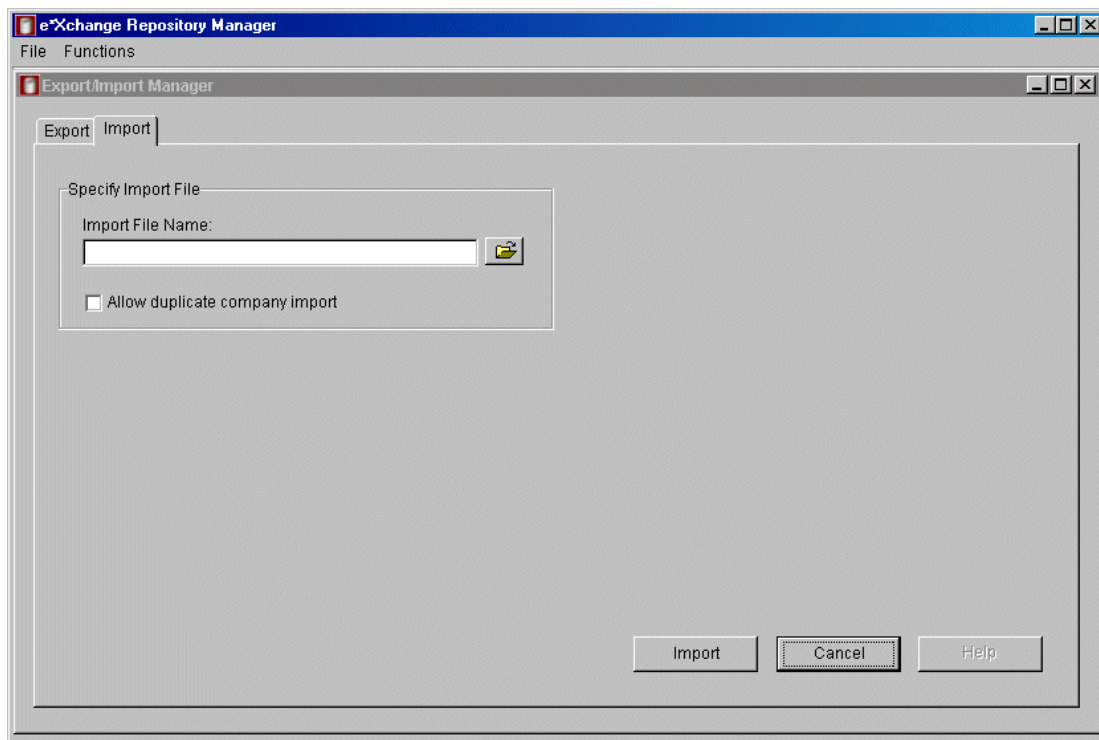 e*Xchange Repository Manager
File Functions
Export/Import Manager
Export Import
Specify Import File
Import File Name:
Allow duplicate company import
Import Cancel Help